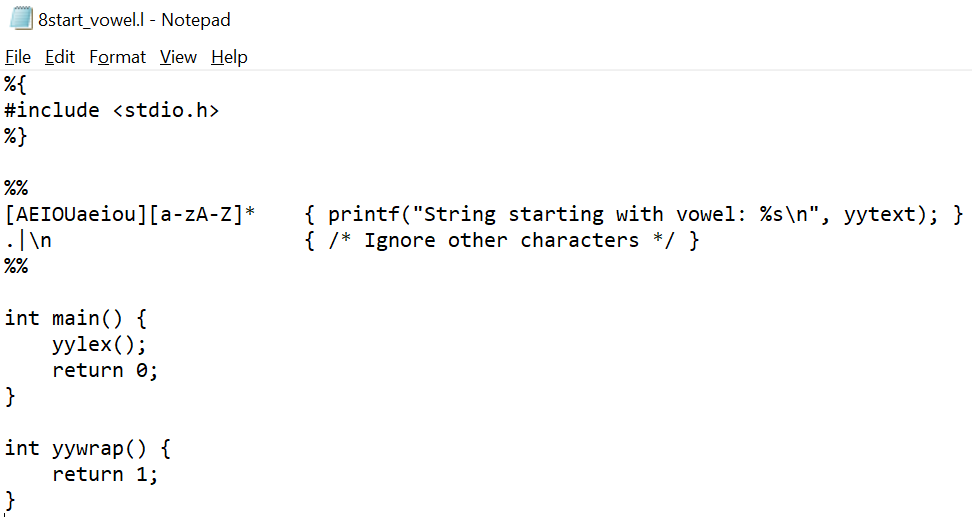 8start_vowel.l - Notepad
File Edit Format View Help
%{
#include <stdio.h>
%}

%%
[AEIOUaeiou][a-zA-Z]*    { printf("String starting with vowel: %s\n", yytext); }
.|\n                     { /* Ignore other characters */ }
%%

int main() {
    yylex();
    return 0;
}

int yywrap() {
    return 1;
}